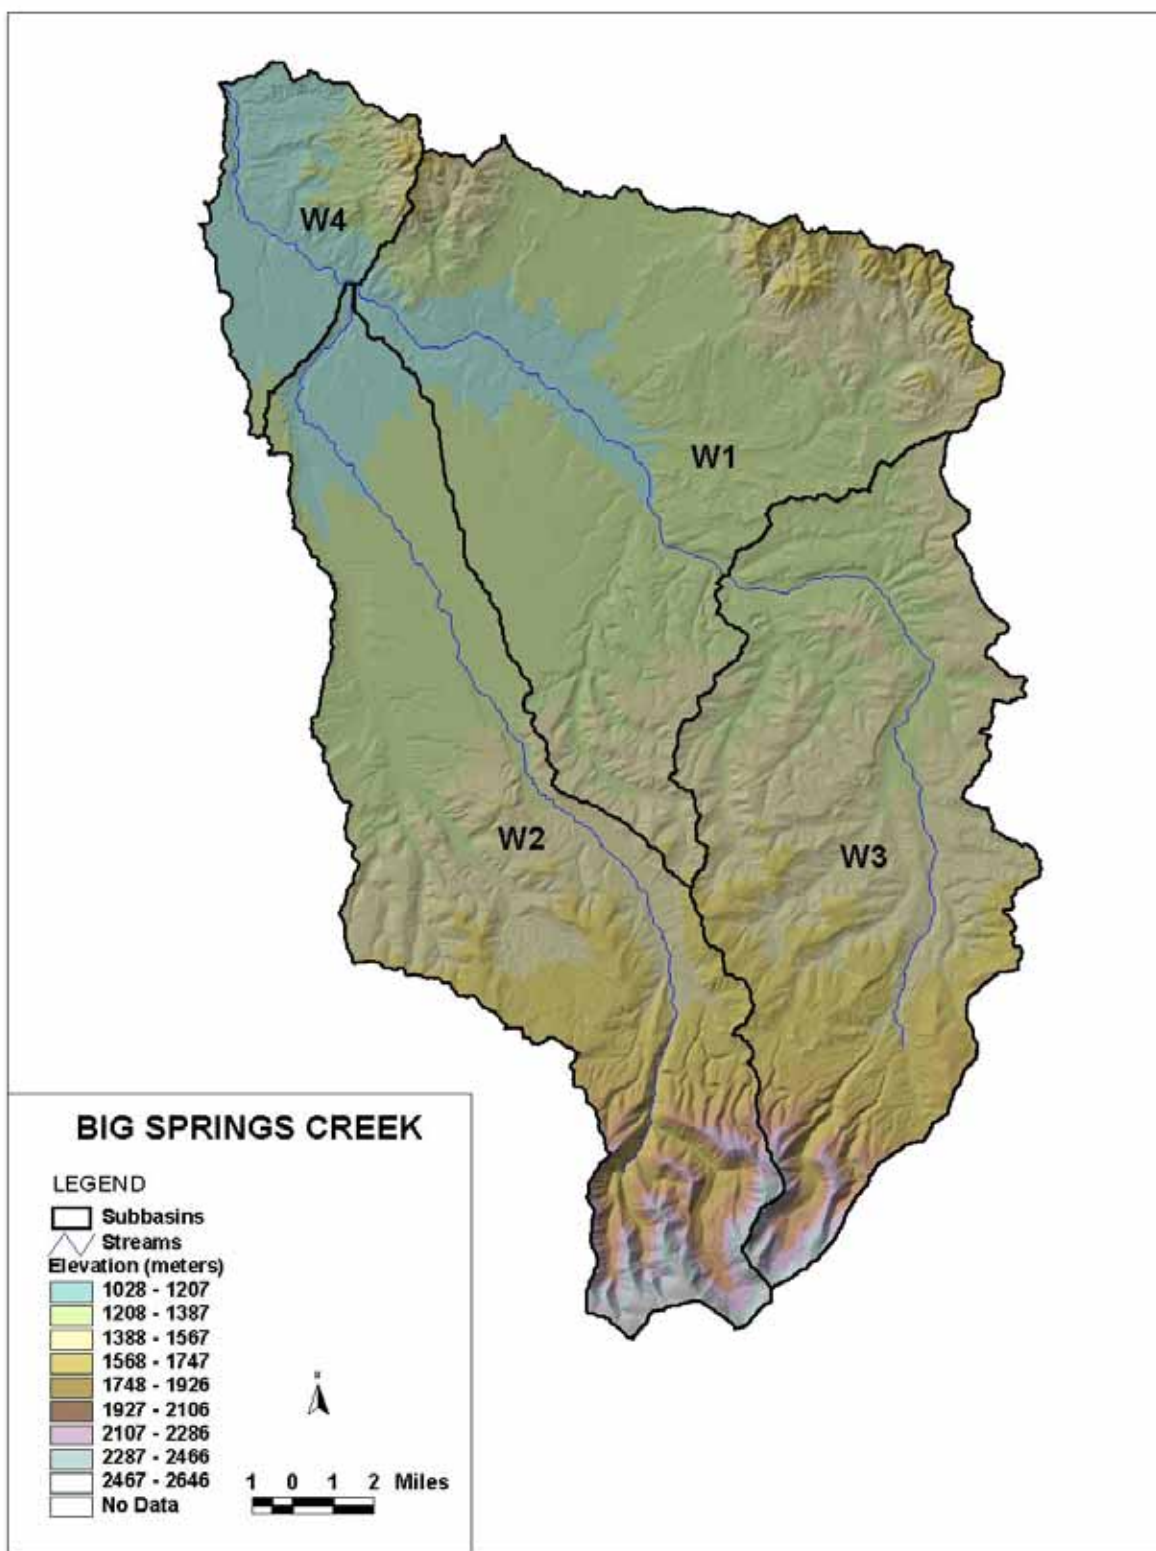 W4
W1
W2
W3
BIG SPRINGS CREEK
LEGEND
Subbasins
Streams
Elevation (meters)
1028 - 1207
1208 - 1387
1388 - 1567
1568 - 1747
1748 - 1926
1927 - 2106
2107 - 2286
2287 - 2466
2467 - 2646
No Data
1 0 1 2 Miles